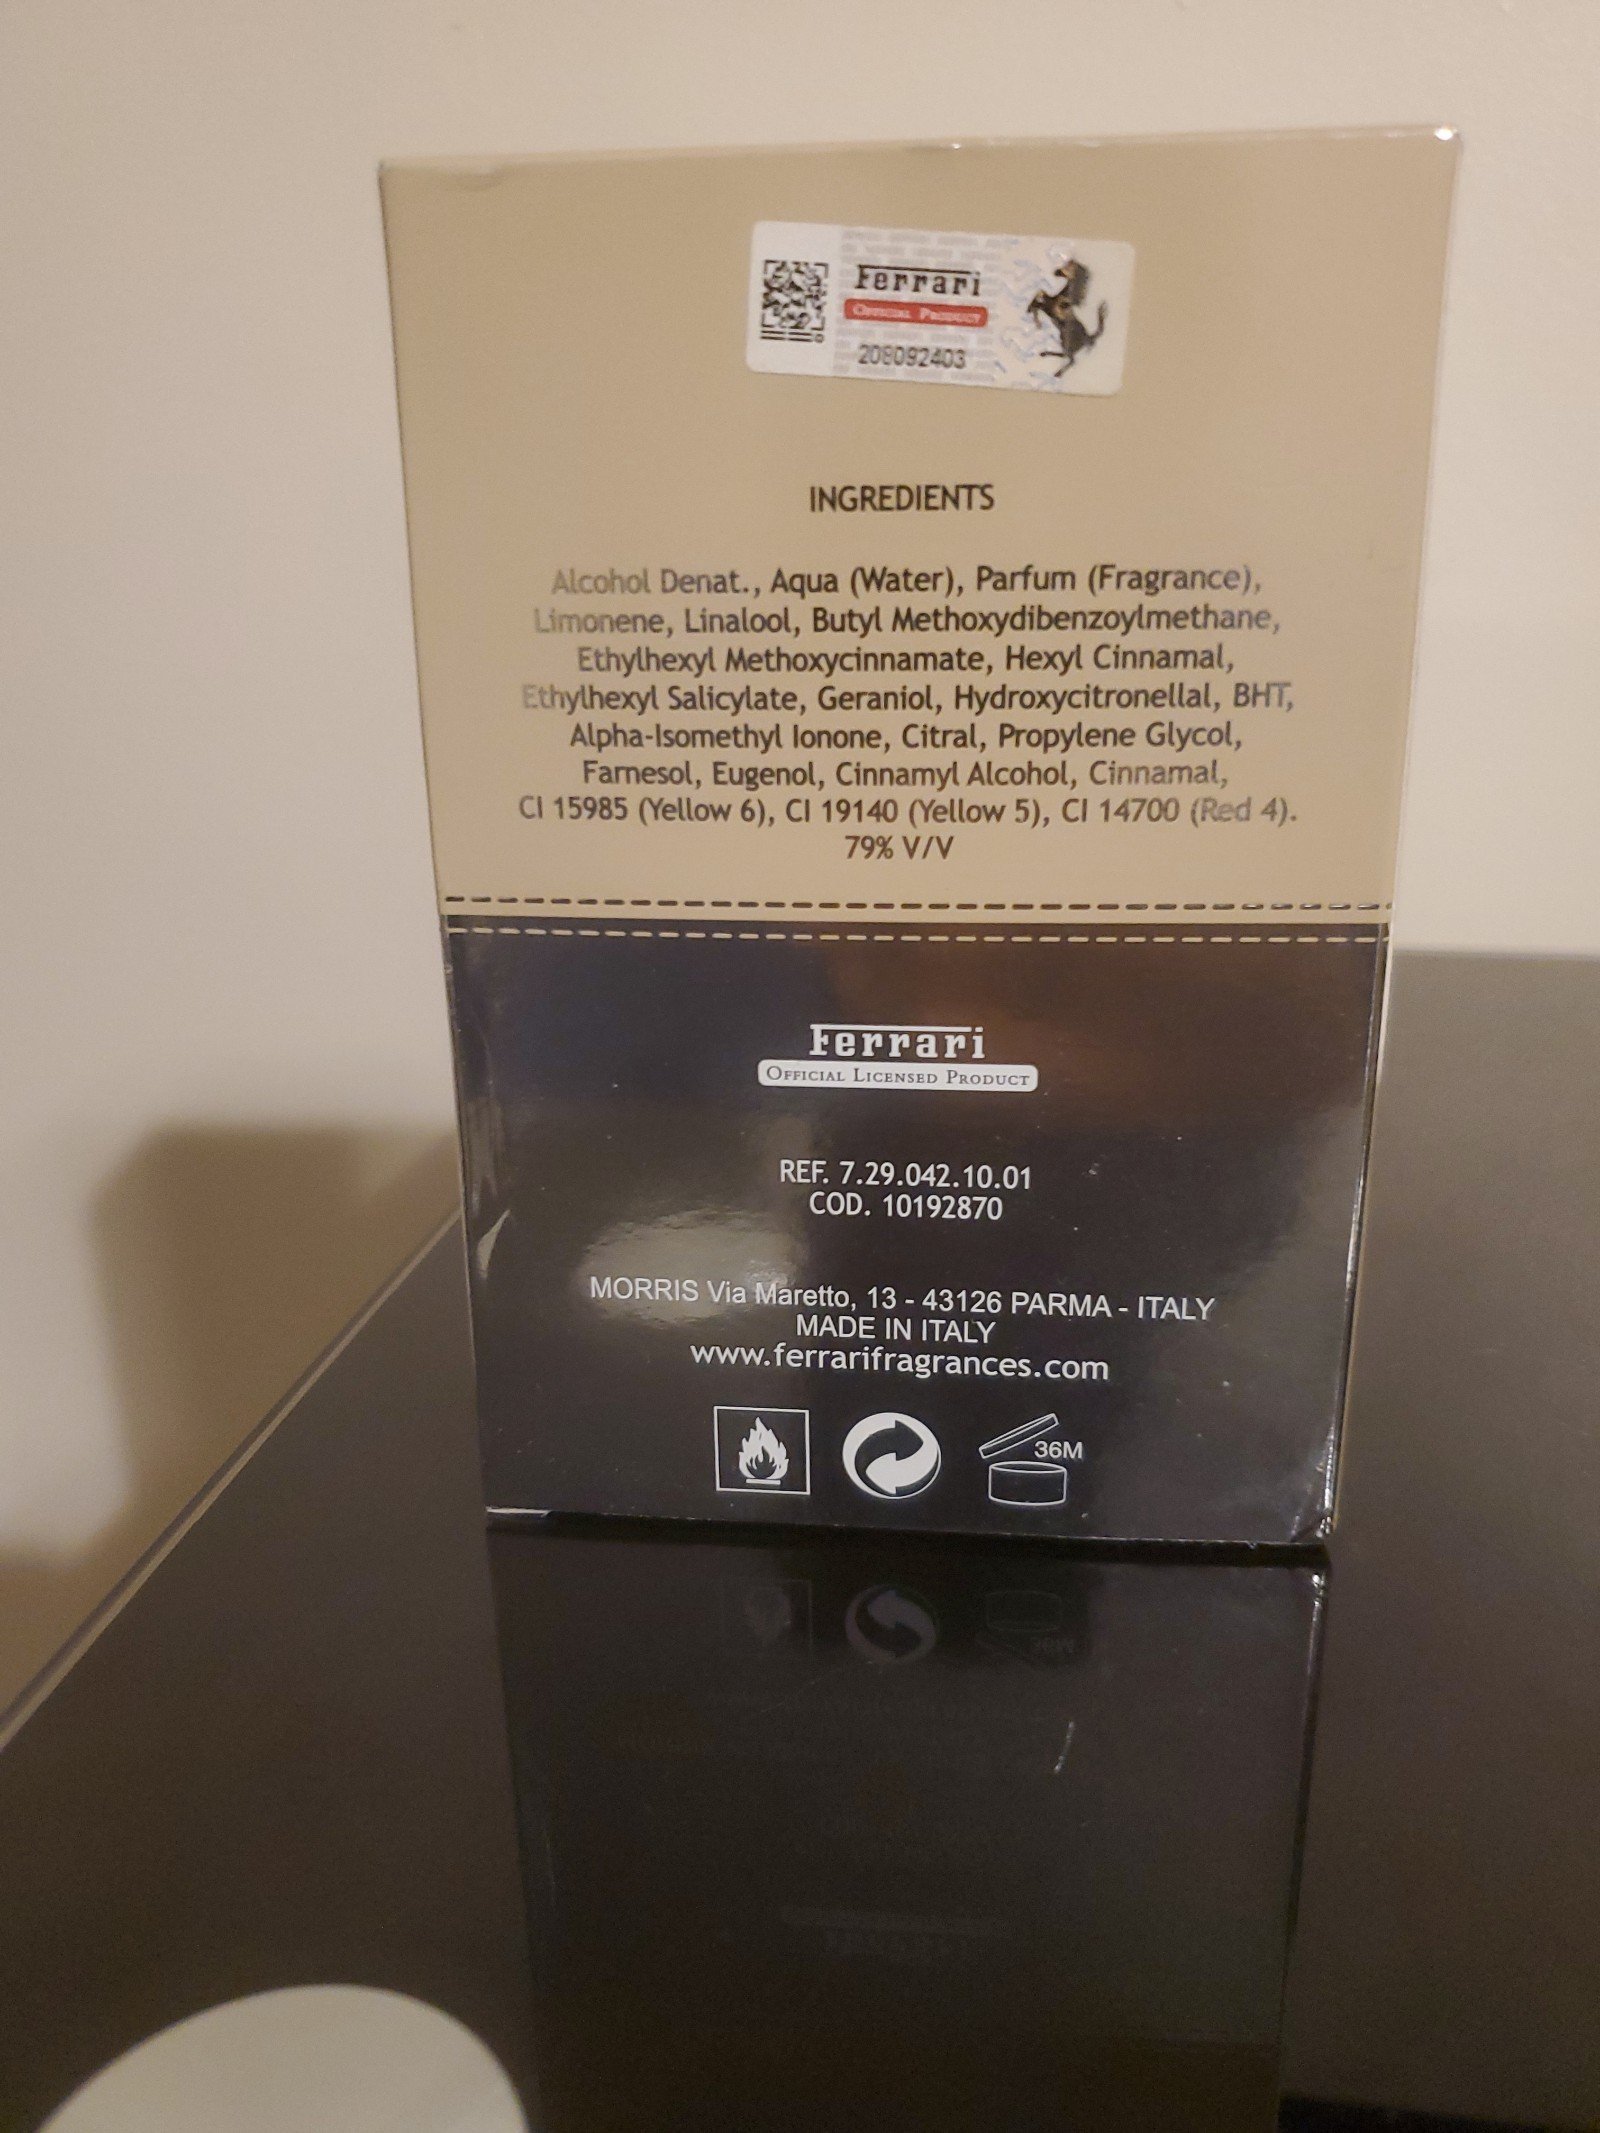 Ferrari
OFFICIAL PRODUCT
208092403
INGREDIENTS
Alcohol Denat., Aqua (Water), Parfum (Fragrance),
Limonene, Linalool, Butyl Methoxydibenzoylmethane,
Ethylhexyl Methoxycinnamate, Hexyl Cinnamal,
Ethylhexyl Salicylate, Geraniol, Hydroxycitronellal, BHT,
Alpha-Isomethyl Ionone, Citral, Propylene Glycol,
Farnesol, Eugenol, Cinnamyl Alcohol, Cinnamal,
CI 15985 (Yellow 6), CI 19140 (Yellow 5), CI 14700 (Red 4).
79% V/V
Ferrari
OFFICIAL LICENSED PRODUCT
REF. 7.29.042.10.01
COD. 10192870
MORRIS Via Maretto, 13 - 43126 PARMA - ITALY
MADE IN ITALY
www.ferrarifragrances.com
36M